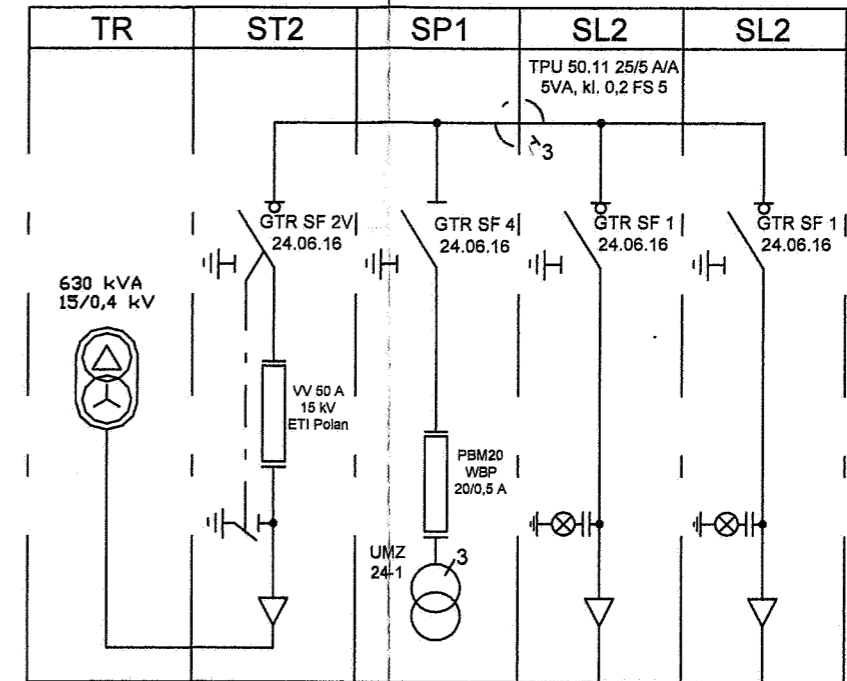 TR
ST2
SP1
SL2
SL2
TPU 50.11 25/5 A/A
5VA, kl. 0,2 FS 5
3
GTR SF 2V
24.06.16
GTR SF 4
24.06.16
GTR SF 1
24.06.16
GTR SF 1
24.06.16
630 kVA
15/0,4 kV
VV 50 A
15 kV
ETI Polan
PBM20
WBP
20/0,5 A
UMZ
24-1
3